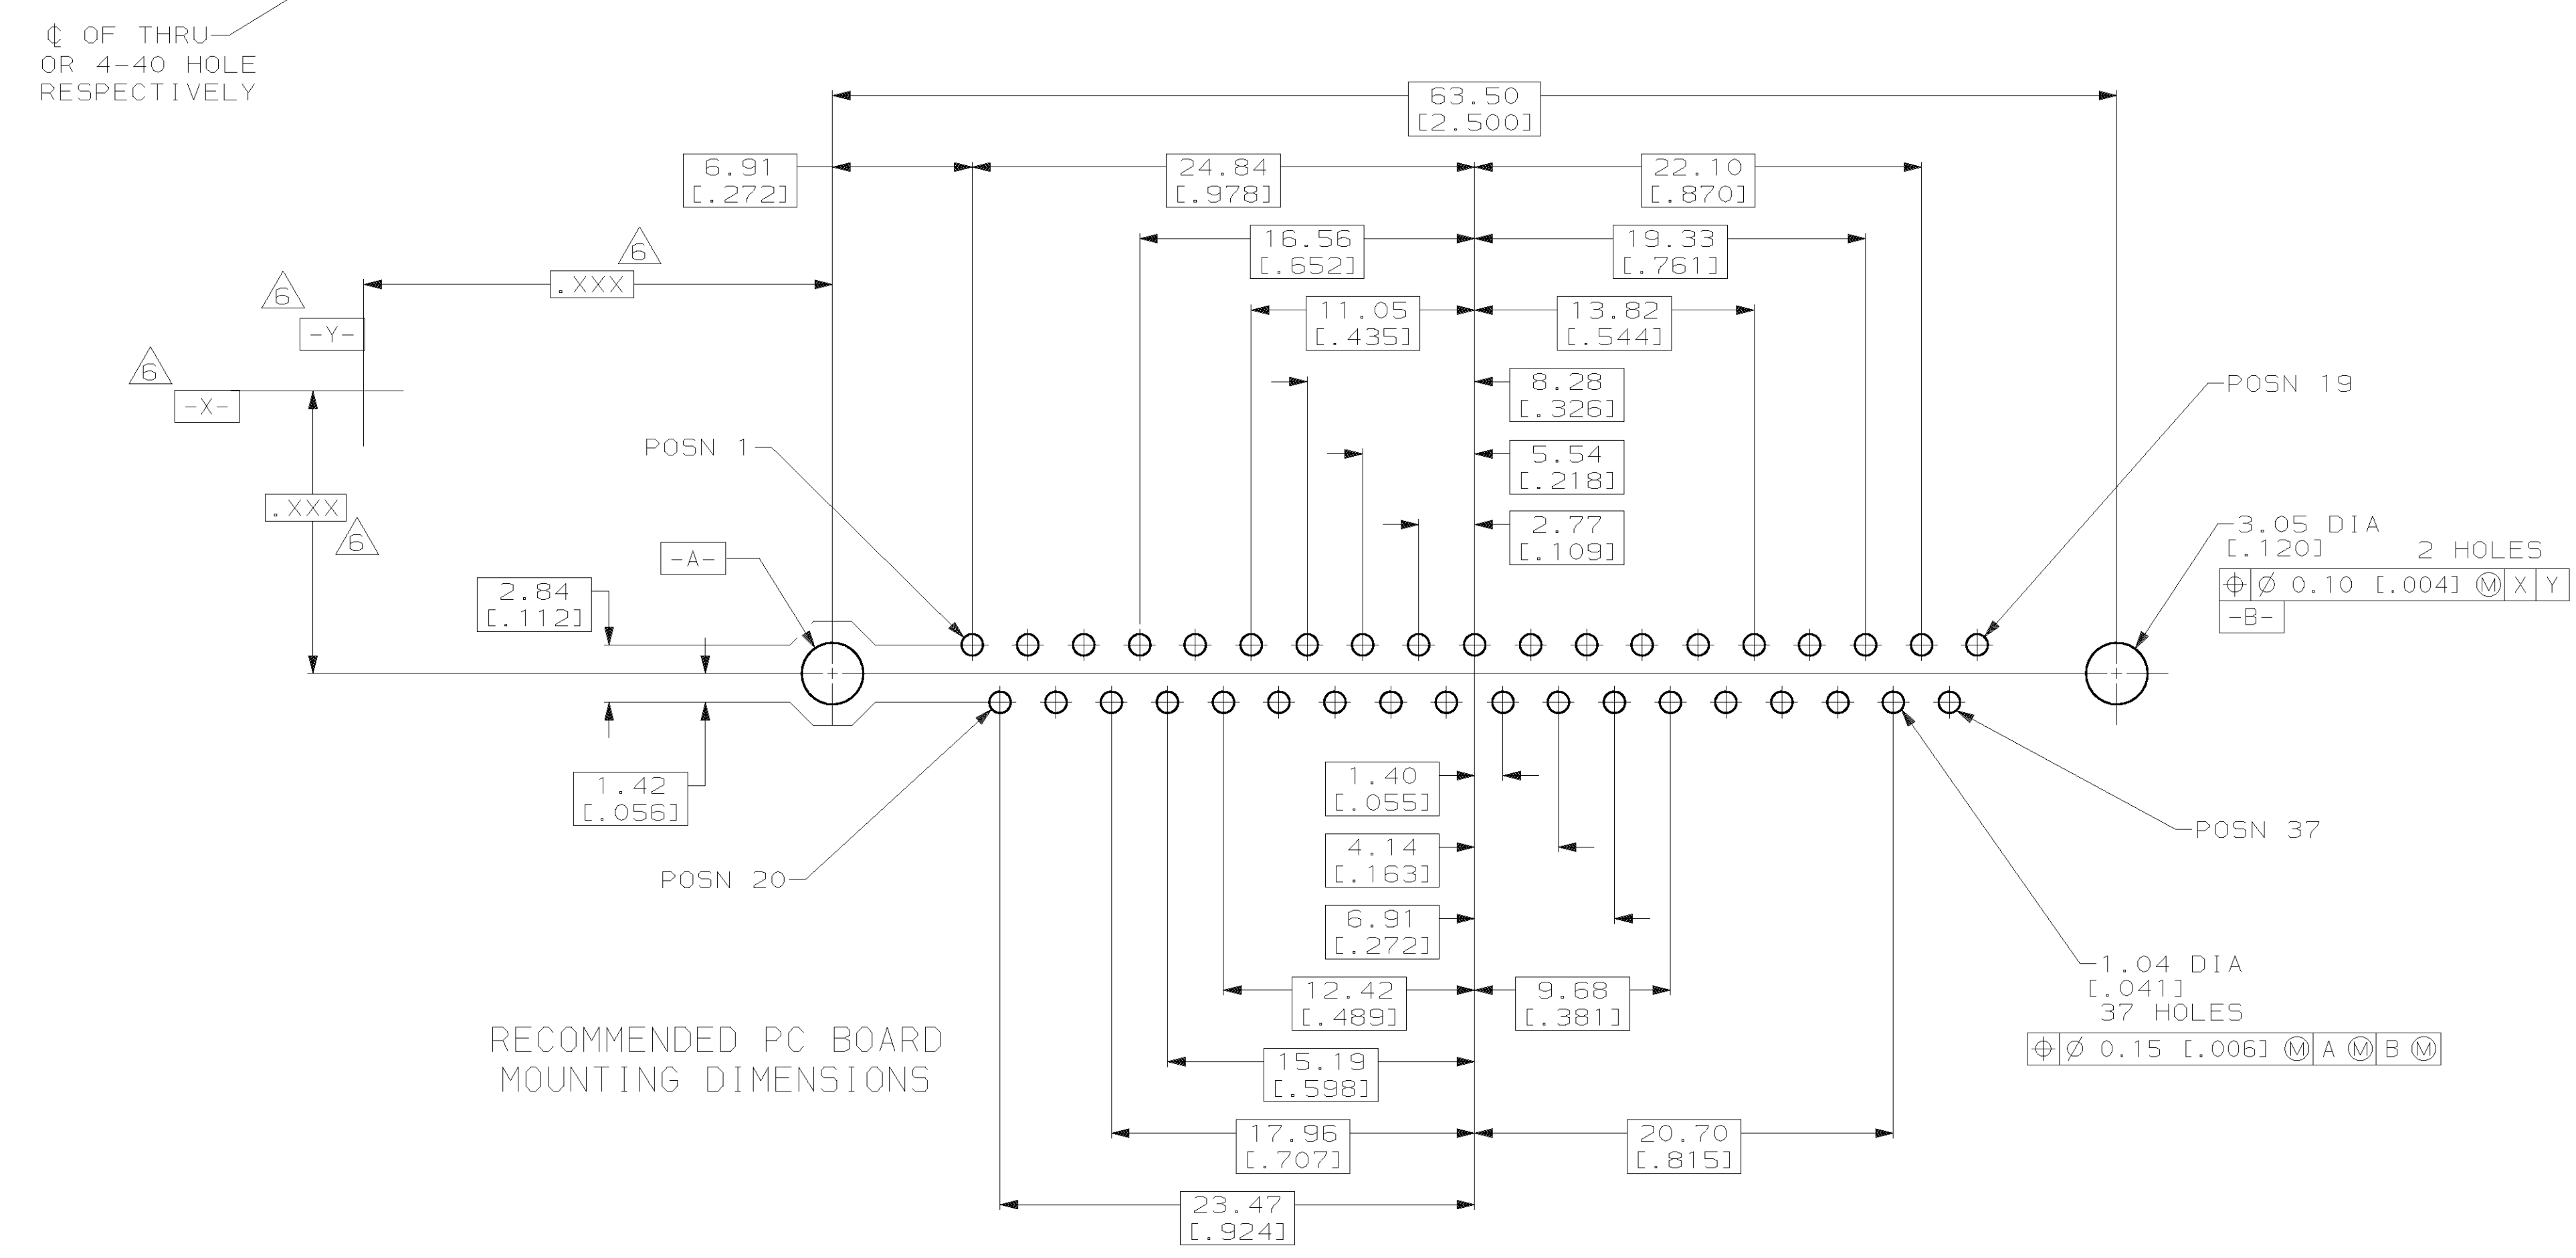 ℄ OF THRU
OR 4-40 HOLE
RESPECTIVELY
63.50
[2.500]
6.91
[.272]
24.84
[.978]
22.10
[.870]
16.56
[.652]
19.33
[.761]
6
.XXX
11.05
[.435]
13.82
[.544]
6
-Y-
6
-X-
8.28
[.326]
POSN 19
POSN 1
5.54
[.218]
.XXX
6
2.77
[.109]
3.05 DIA
[.120] 2 HOLES
⌖ ⌀ 0.10 [.004] Ⓜ X Y
-B-
-A-
2.84
[.112]
1.42
[.056]
1.40
[.055]
POSN 37
4.14
[.163]
POSN 20
6.91
[.272]
12.42
[.489]
9.68
[.381]
1.04 DIA
[.041]
37 HOLES
⌖ ⌀ 0.15 [.006] Ⓜ A Ⓜ B Ⓜ
RECOMMENDED PC BOARD
MOUNTING DIMENSIONS
15.19
[.598]
17.96
[.707]
20.70
[.815]
23.47
[.924]